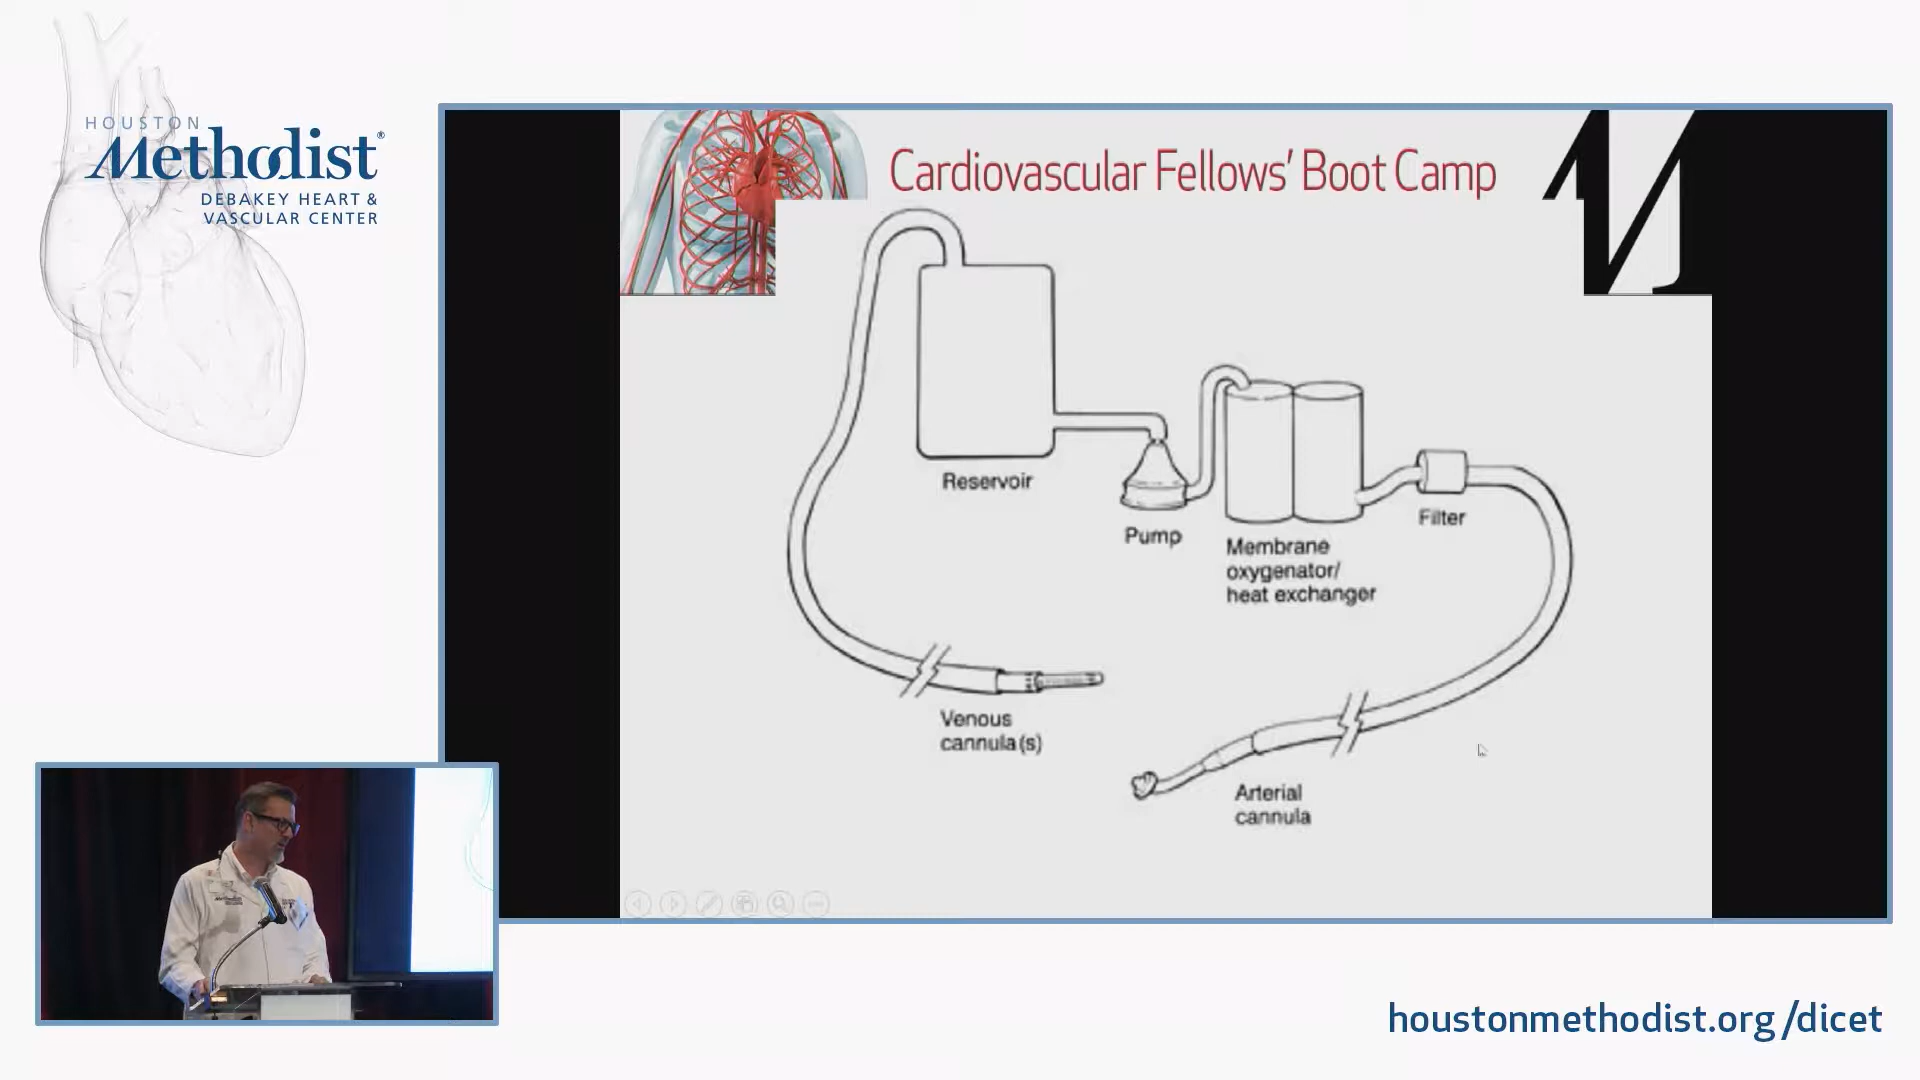 HOUSTON
Methodist®
DEBAKEY HEART &
VASCULAR CENTER
Cardiovascular Fellows' Boot Camp
Reservoir
Pump
Membrane
oxygenator/
heat exchanger
Filter
Venous
cannula(s)
Arterial
cannula
houstonmethodist.org/dicet